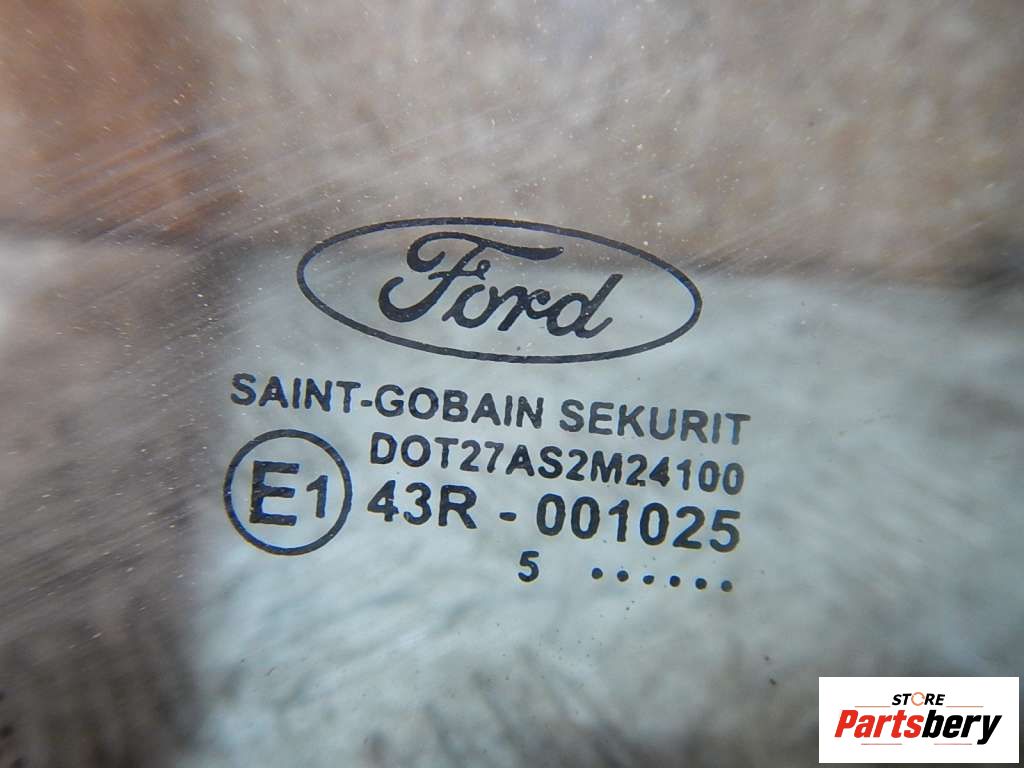 Ford
SAINT-GOBAIN SEKURIT
DOT27AS2M24100
E1 43R - 001025
5 ......
STORE
Partsbery